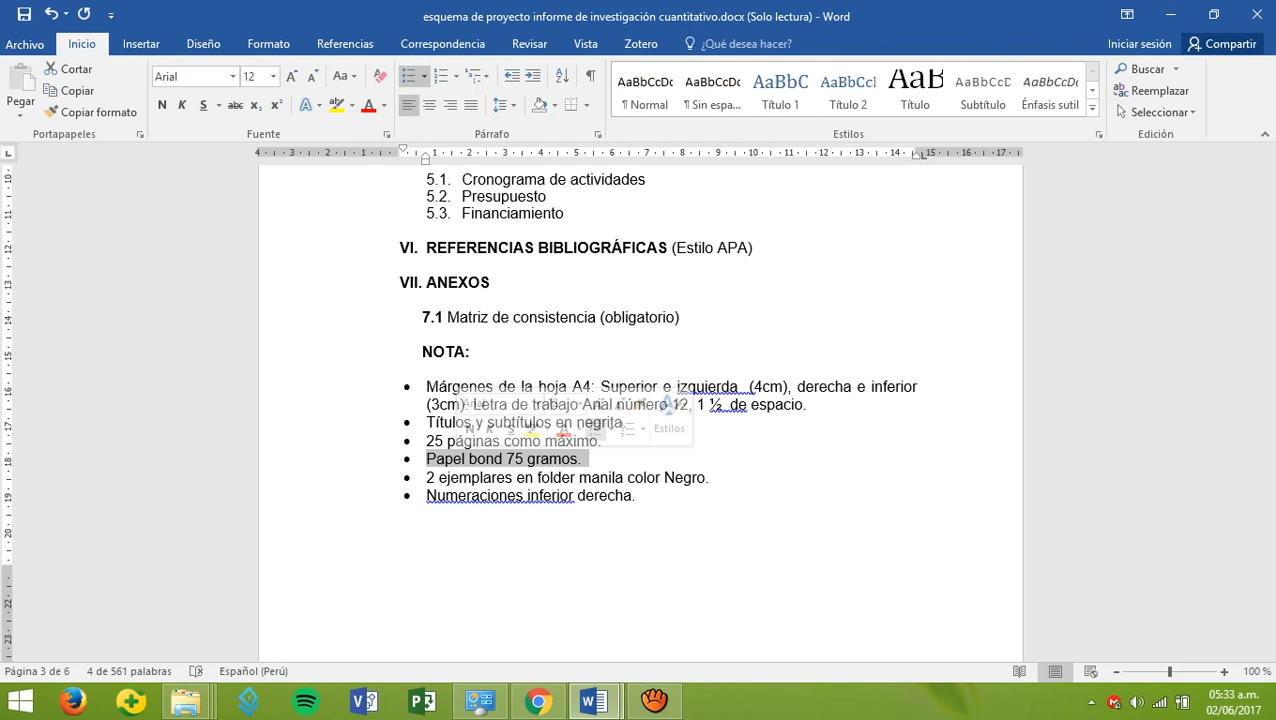 esquema de proyecto informe de investigación cuantitativo.docx (Solo lectura) - Word
Archivo Inicio Insertar Diseño Formato Referencias Correspondencia Revisar Vista Zotero ¿Qué desea hacer? Iniciar sesión Compartir
Pegar
Cortar
Copiar
Copiar formato
Portapapeles
Arial 12
Fuente
Párrafo
AaBbCcDc AaBbCcDc AaBbC AaBbCcI AaB AaBbCcD AaBbCcDc
¶ Normal ¶ Sin espa... Título 1 Título 2 Título Subtítulo Énfasis sutil
Estilos
Buscar
Reemplazar
Seleccionar
Edición
5.1. Cronograma de actividades
5.2. Presupuesto
5.3. Financiamiento
VI. REFERENCIAS BIBLIOGRÁFICAS (Estilo APA)
VII. ANEXOS
7.1 Matriz de consistencia (obligatorio)
NOTA:
• Márgenes de la hoja A4: Superior e izquierda (4cm), derecha e inferior
(3cm) Letra de trabajo Arial número 12, 1 ½ de espacio.
• Títulos y subtítulos en negrita
• 25 páginas como máximo.
• Papel bond 75 gramos.
• 2 ejemplares en folder manila color Negro.
• Numeraciones inferior derecha.
Estilos
Página 3 de 6 4 de 561 palabras Español (Perú) 100 %
05:33 a.m.
02/06/2017